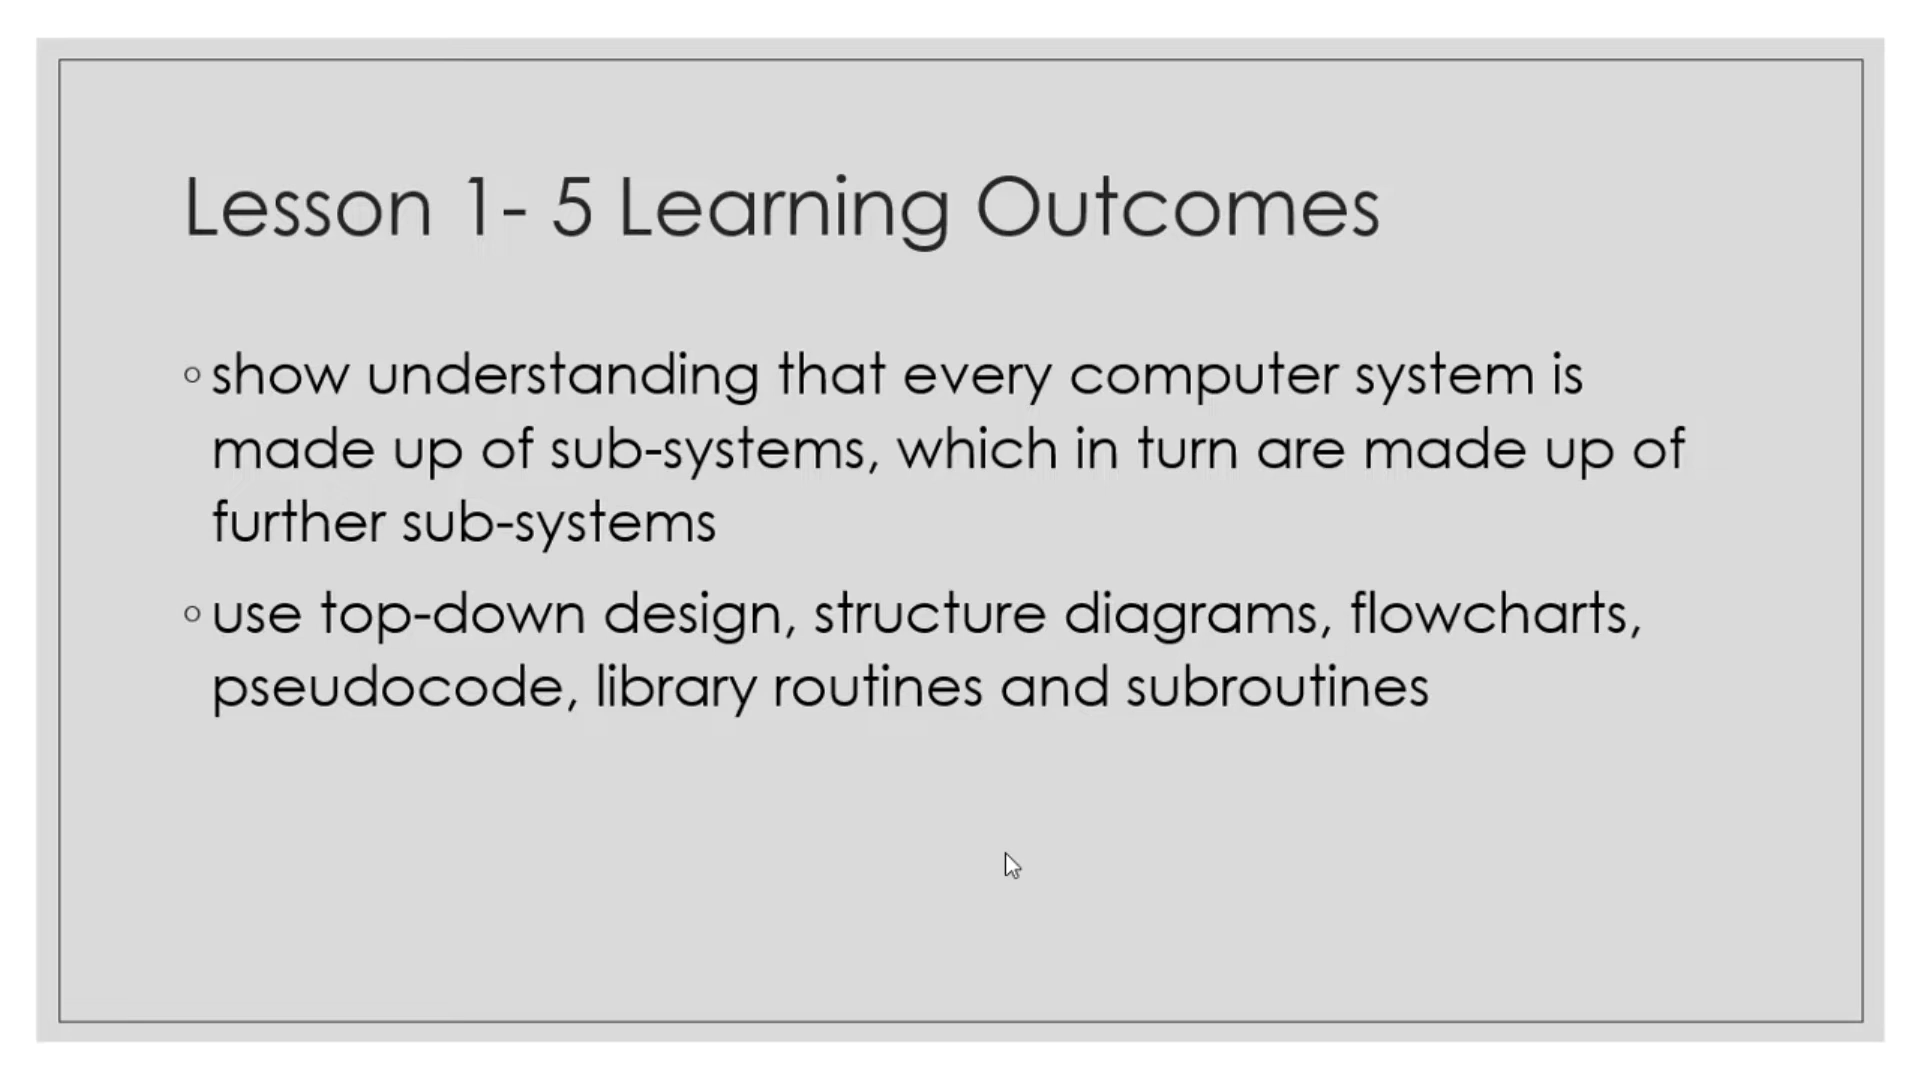 Lesson 1- 5 Learning Outcomes
◦ show understanding that every computer system is
made up of sub-systems, which in turn are made up of
further sub-systems
◦ use top-down design, structure diagrams, flowcharts,
pseudocode, library routines and subroutines